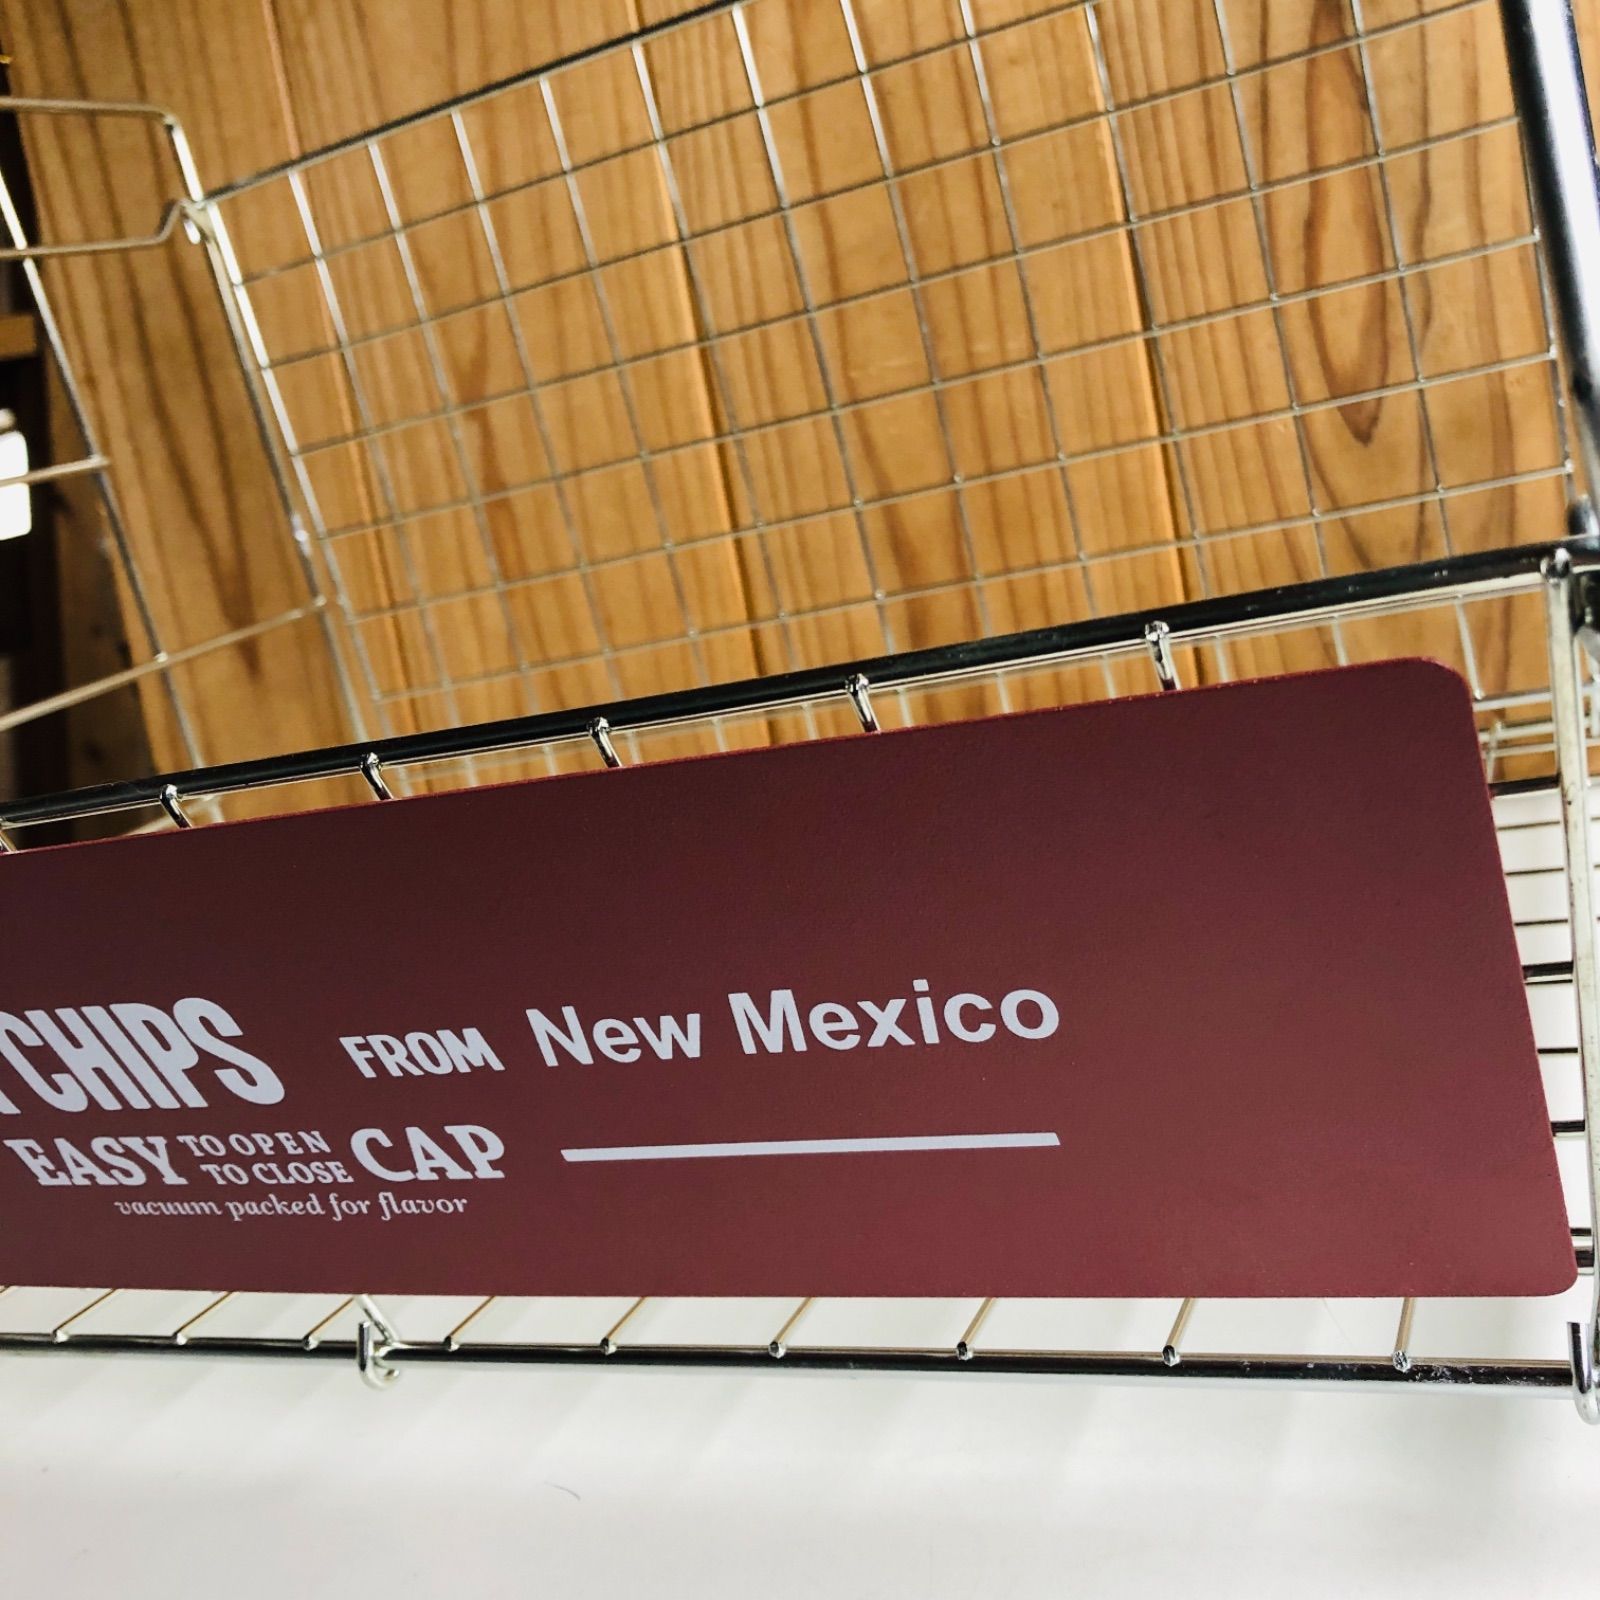 CHIPS FROM New Mexico
EASY TO OPEN TO CLOSE CAP
vacuum packed for flavor